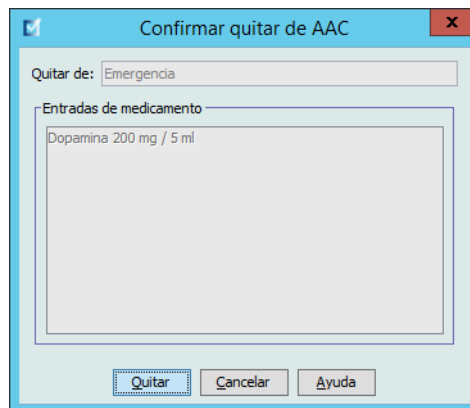 Confirmar quitar de AAC
x
Quitar de: Emergencia
Entradas de medicamento
Dopamina 200 mg / 5 ml
Quitar Cancelar Ayuda